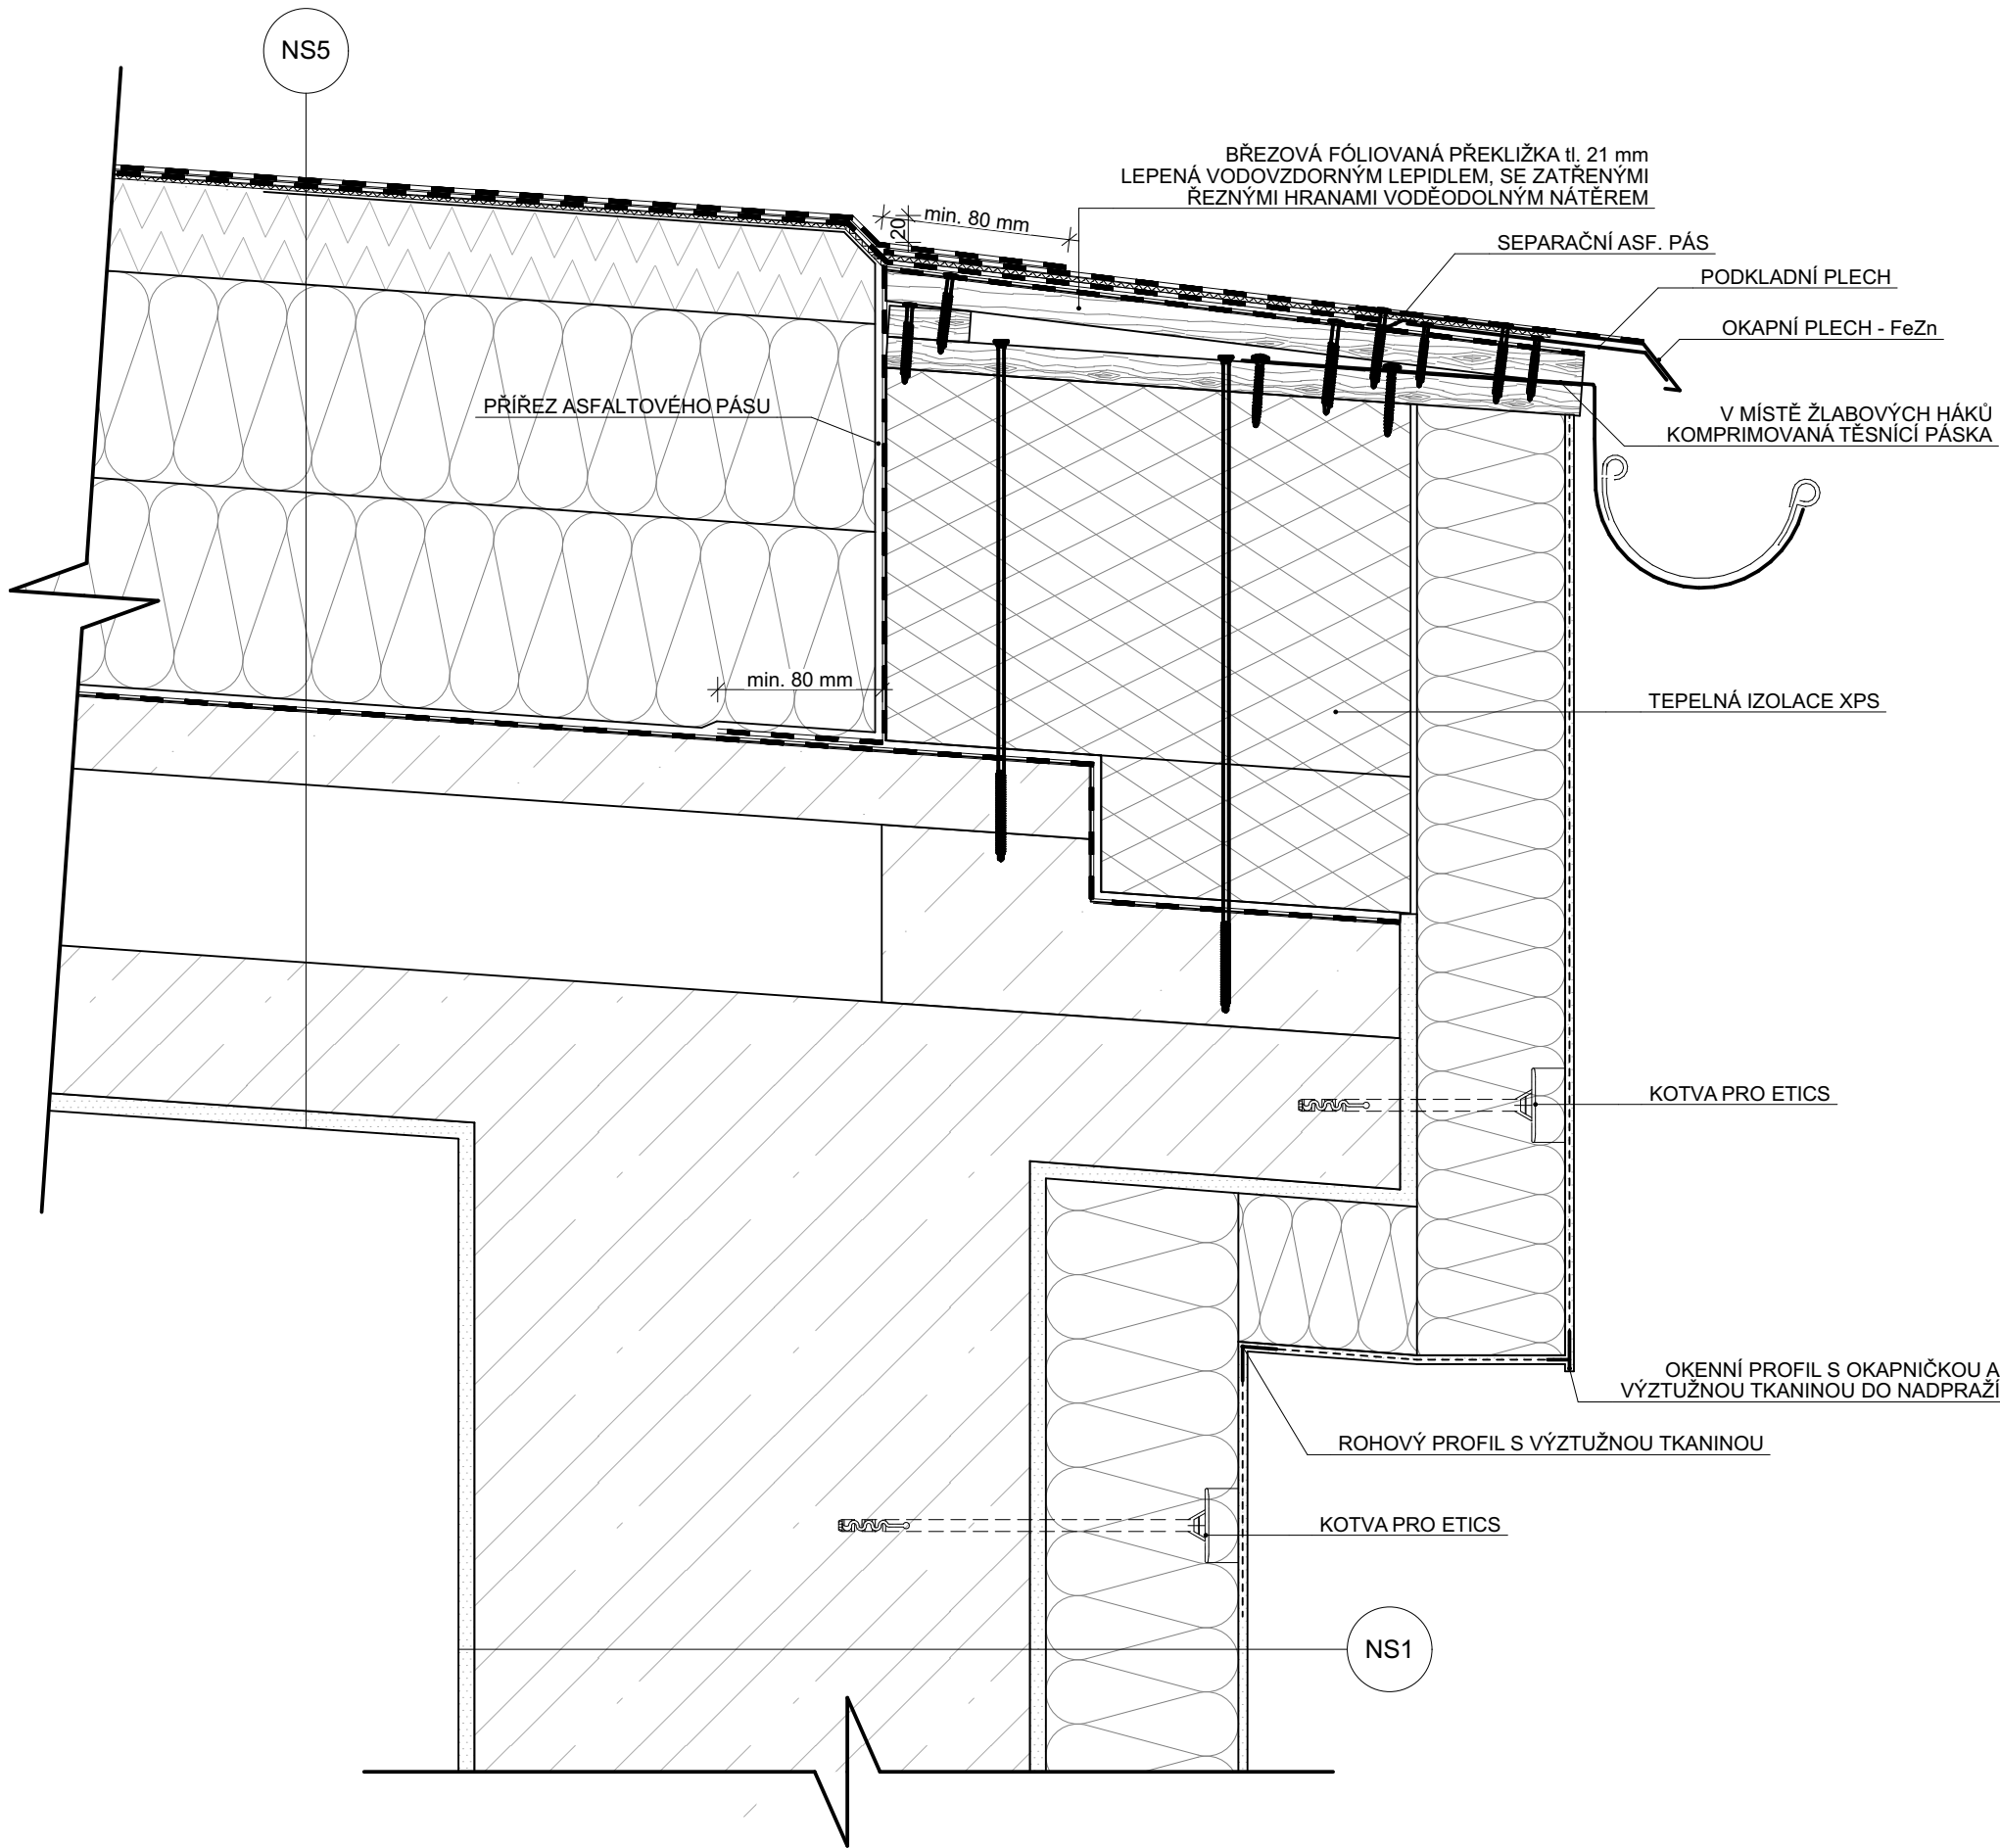 NS5
BŘEZOVÁ FÓLIOVANÁ PŘEKLIŽKA tl. 21 mm
LEPENÁ VODOVZDORNÝM LEPIDLEM, SE ZATŘENÝMI
ŘEZNÝMI HRANAMI VODĚODOLNÝM NÁTĚREM
min. 80 mm
20
SEPARAČNÍ ASF. PÁS
PODKLADNÍ PLECH
OKAPNÍ PLECH - FeZn
PŘÍŘEZ ASFALTOVÉHO PÁSU
V MÍSTĚ ŽLABOVÝCH HÁKŮ
KOMPRIMOVANÁ TĚSNÍCÍ PÁSKA
min. 80 mm
TEPELNÁ IZOLACE XPS
KOTVA PRO ETICS
OKENNÍ PROFIL S OKAPNIČKOU A
VÝZTUŽNOU TKANINOU DO NADPRAŽÍ
ROHOVÝ PROFIL S VÝZTUŽNOU TKANINOU
KOTVA PRO ETICS
NS1